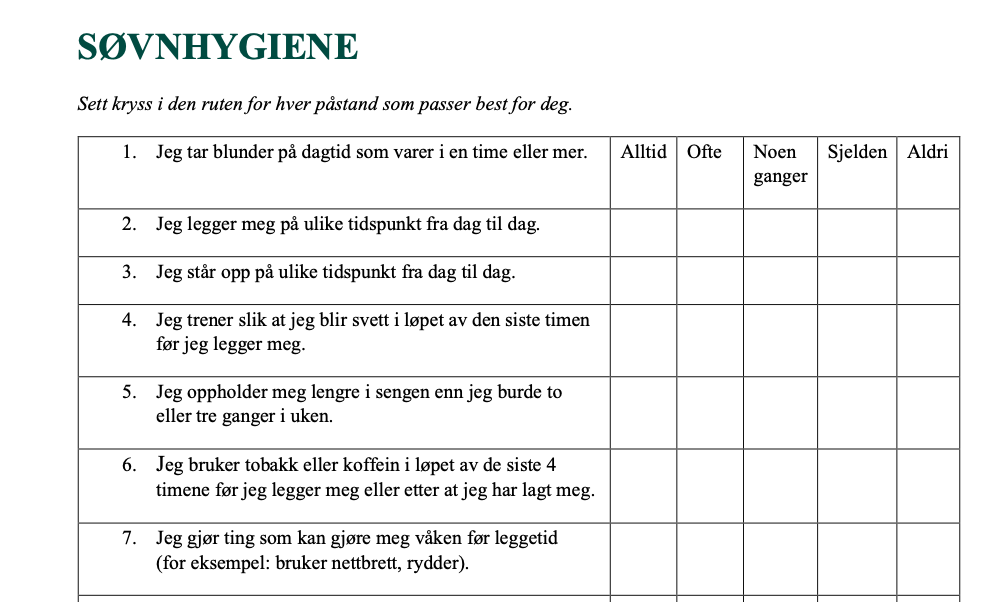 SØVNHYGIENE
Sett kryss i den ruten for hver påstand som passer best for deg.
1. Jeg tar blunder på dagtid som varer i en time eller mer. Alltid Ofte Noen Sjelden Aldri
ganger
2. Jeg legger meg på ulike tidspunkt fra dag til dag.
3. Jeg står opp på ulike tidspunkt fra dag til dag.
4. Jeg trener slik at jeg blir svett i løpet av den siste timen
før jeg legger meg.
5. Jeg oppholder meg lengre i sengen enn jeg burde to
eller tre ganger i uken.
6. Jeg bruker tobakk eller koffein i løpet av de siste 4
timene før jeg legger meg eller etter at jeg har lagt meg.
7. Jeg gjør ting som kan gjøre meg våken før leggetid
(for eksempel: bruker nettbrett, rydder).